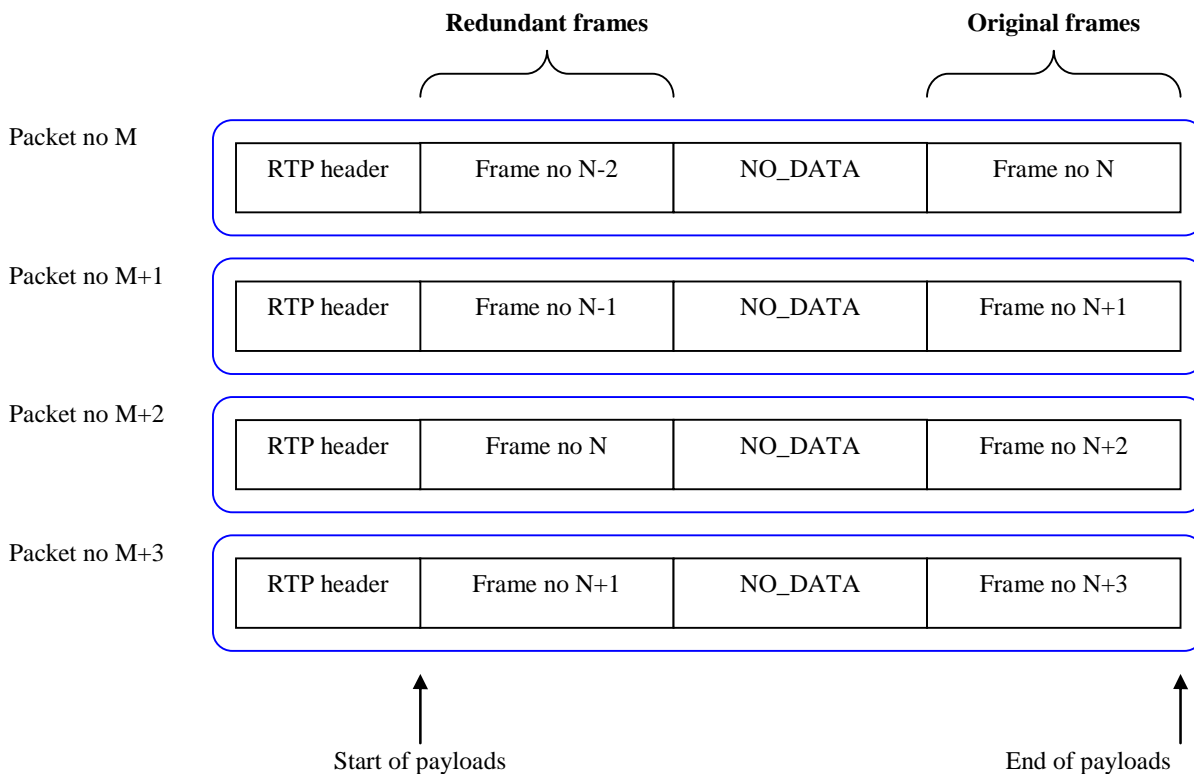 Redundant frames Original frames
Packet no M
RTP header Frame no N-2 NO_DATA Frame no N
Packet no M+1
RTP header Frame no N-1 NO_DATA Frame no N+1
Packet no M+2
RTP header Frame no N NO_DATA Frame no N+2
Packet no M+3
RTP header Frame no N+1 NO_DATA Frame no N+3
Start of payloads End of payloads